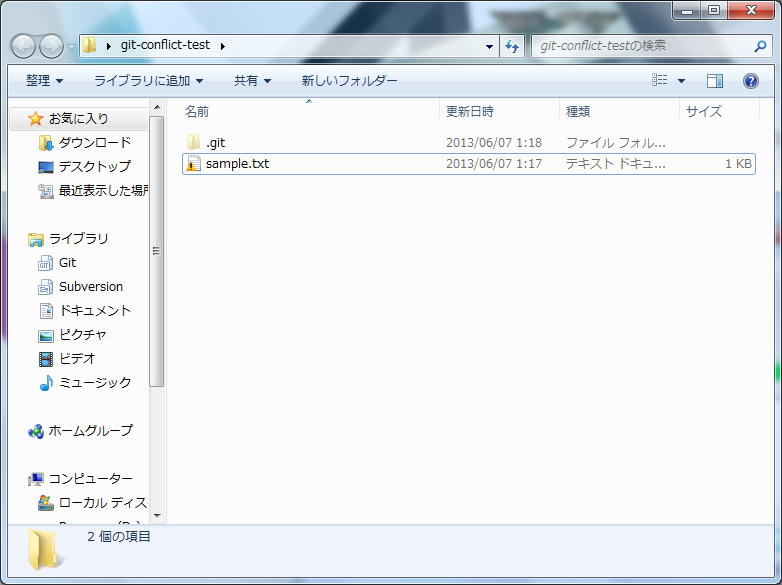 git-conflict-test
git-conflict-testの検索
整理 ライブラリに追加 共有 新しいフォルダー
名前 更新日時 種類 サイズ
.git 2013/06/07 1:18 ファイル フォル...
sample.txt 2013/06/07 1:17 テキスト ドキュ... 1 KB
お気に入り
ダウンロード
デスクトップ
最近表示した場所
ライブラリ
Git
Subversion
ドキュメント
ピクチャ
ビデオ
ミュージック
ホームグループ
コンピューター
ローカル ディス
2 個の項目